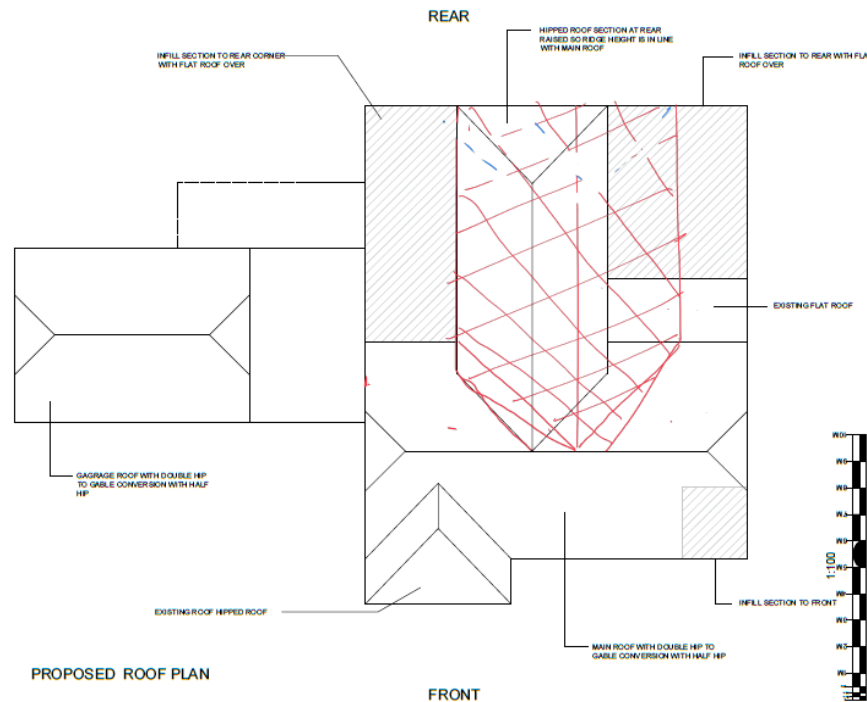 REAR
HIPPED ROOF SECTION AT REAR
RAISED SO RIDGE HEIGHT IS IN LINE
WITH MAIN ROOF
INFILL SECTION TO REAR CORNER
WITH FLAT ROOF OVER
INFILL SECTION TO REAR WITH FLA
ROOF OVER
EXISTING FLAT ROOF
GAGRAGE ROOF WITH DOUBLE HIP
TO GABLE CONVERSION WITH HALF
HIP
1:100
EXISTING ROOF HIPPED ROOF
INFILL SECTION TO FRONT
MAIN ROOF WITH DOUBLE HIP TO
GABLE CONVERSION WITH HALF HIP
PROPOSED ROOF PLAN
FRONT